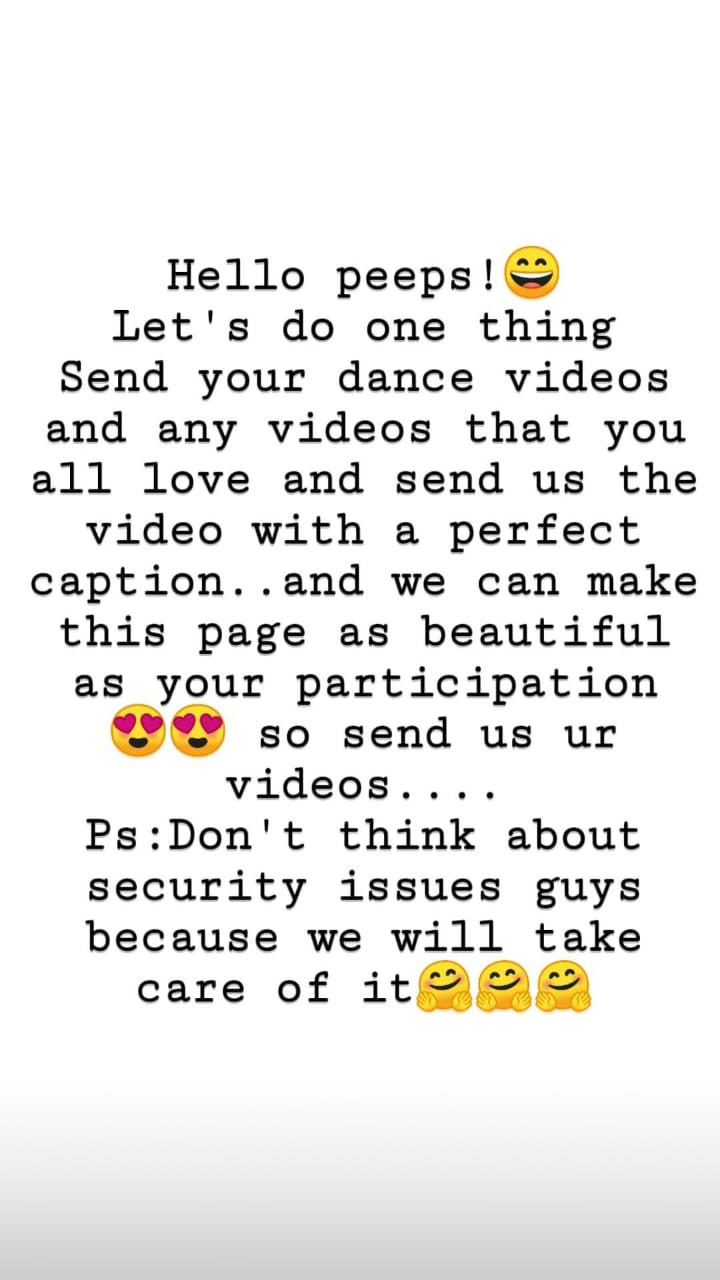 Hello peeps!😄
Let's do one thing
Send your dance videos
and any videos that you
all love and send us the
video with a perfect
caption..and we can make
this page as beautiful
as your participation
😍😍 so send us ur
videos....
Ps:Don't think about
security issues guys
because we will take
care of it🤗🤗🤗